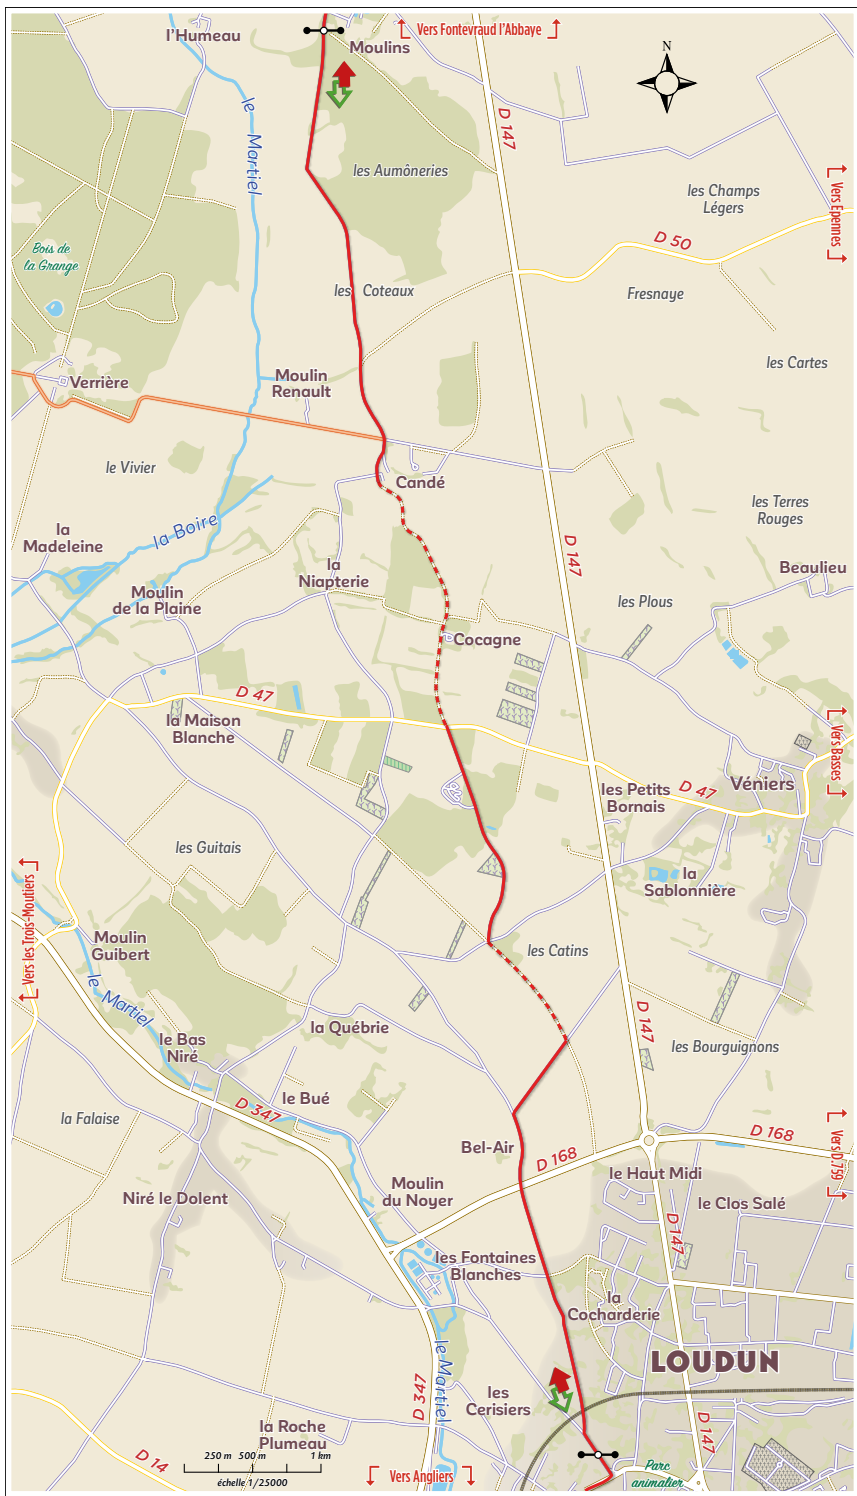 l'Humeau
Moulins
Vers Fontevraud l'Abbaye
N
le Martiel
D 147
les Aumôneries
les Champs
Légers
Vers Epennes
D 50
Bois de
la Grange
les Coteaux
Fresnaye
les Cartes
Verrière
Moulin
Renault
le Vivier
Candé
les Terres
Rouges
la
Madeleine
la Boire
D 147
Beaulieu
la
Niapterie
Moulin
de la Plaine
les Plous
Cocagne
D 47
la Maison
Blanche
Vers Basses
les Petits
Bornais
D 47
Véniers
les Guitais
la
Sablonnière
Vers les Trois-Moutiers
Moulin
Guibert
les Catins
le Martiel
D 147
la Québrie
le Bas
Niré
les Bourguignons
le Bué
D 347
la Falaise
Bel-Air
D 168
D 168
Vers D.759
le Haut Midi
Moulin
du Noyer
Niré le Dolent
le Clos Salé
D 147
les Fontaines
Blanches
la
Cocharderie
LOUDUN
le Martiel
D 347
les
Cerisiers
D 147
la Roche
Plumeau
D 14
250 m 500 m 1 km
échelle 1/25000
Vers Angliers
Parc
animalier